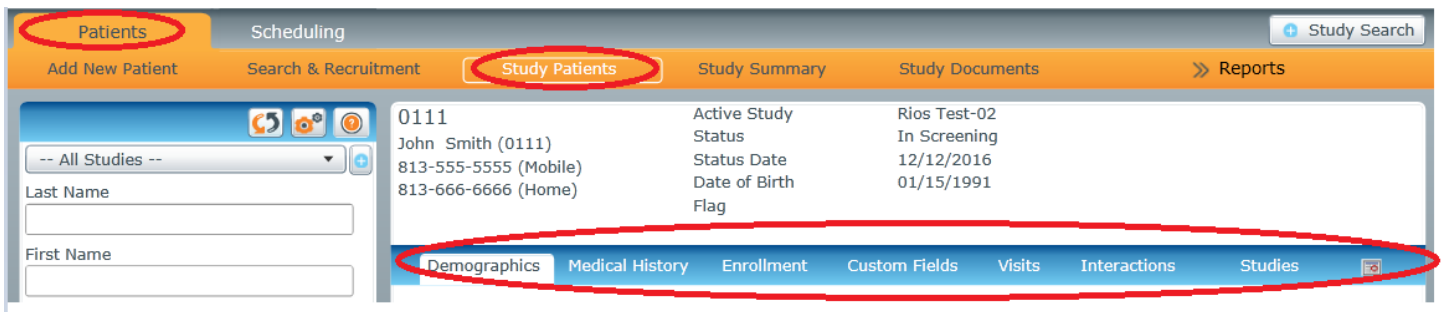 Patients Scheduling Study Search
Add New Patient Search & Recruitment Study Patients Study Summary Study Documents Reports
-- All Studies --
Last Name
First Name
0111
John Smith (0111)
813-555-5555 (Mobile)
813-666-6666 (Home)
Active Study Rios Test-02
Status In Screening
Status Date 12/12/2016
Date of Birth 01/15/1991
Flag
Demographics Medical History Enrollment Custom Fields Visits Interactions Studies